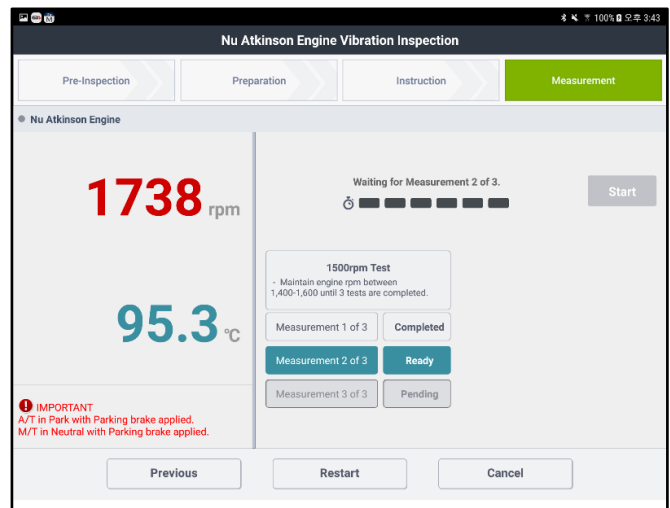 100% 오후 3:43
Nu Atkinson Engine Vibration Inspection
Pre-Inspection
Preparation
Instruction
Measurement
Nu Atkinson Engine
1738 rpm
95.3 °C
IMPORTANT
A/T in Park with Parking brake applied.
M/T in Neutral with Parking brake applied.
Waiting for Measurement 2 of 3.
Start
1500rpm Test
- Maintain engine rpm between
1,400-1,600 until 3 tests are completed.
Measurement 1 of 3 Completed
Measurement 2 of 3 Ready
Measurement 3 of 3 Pending
Previous
Restart
Cancel